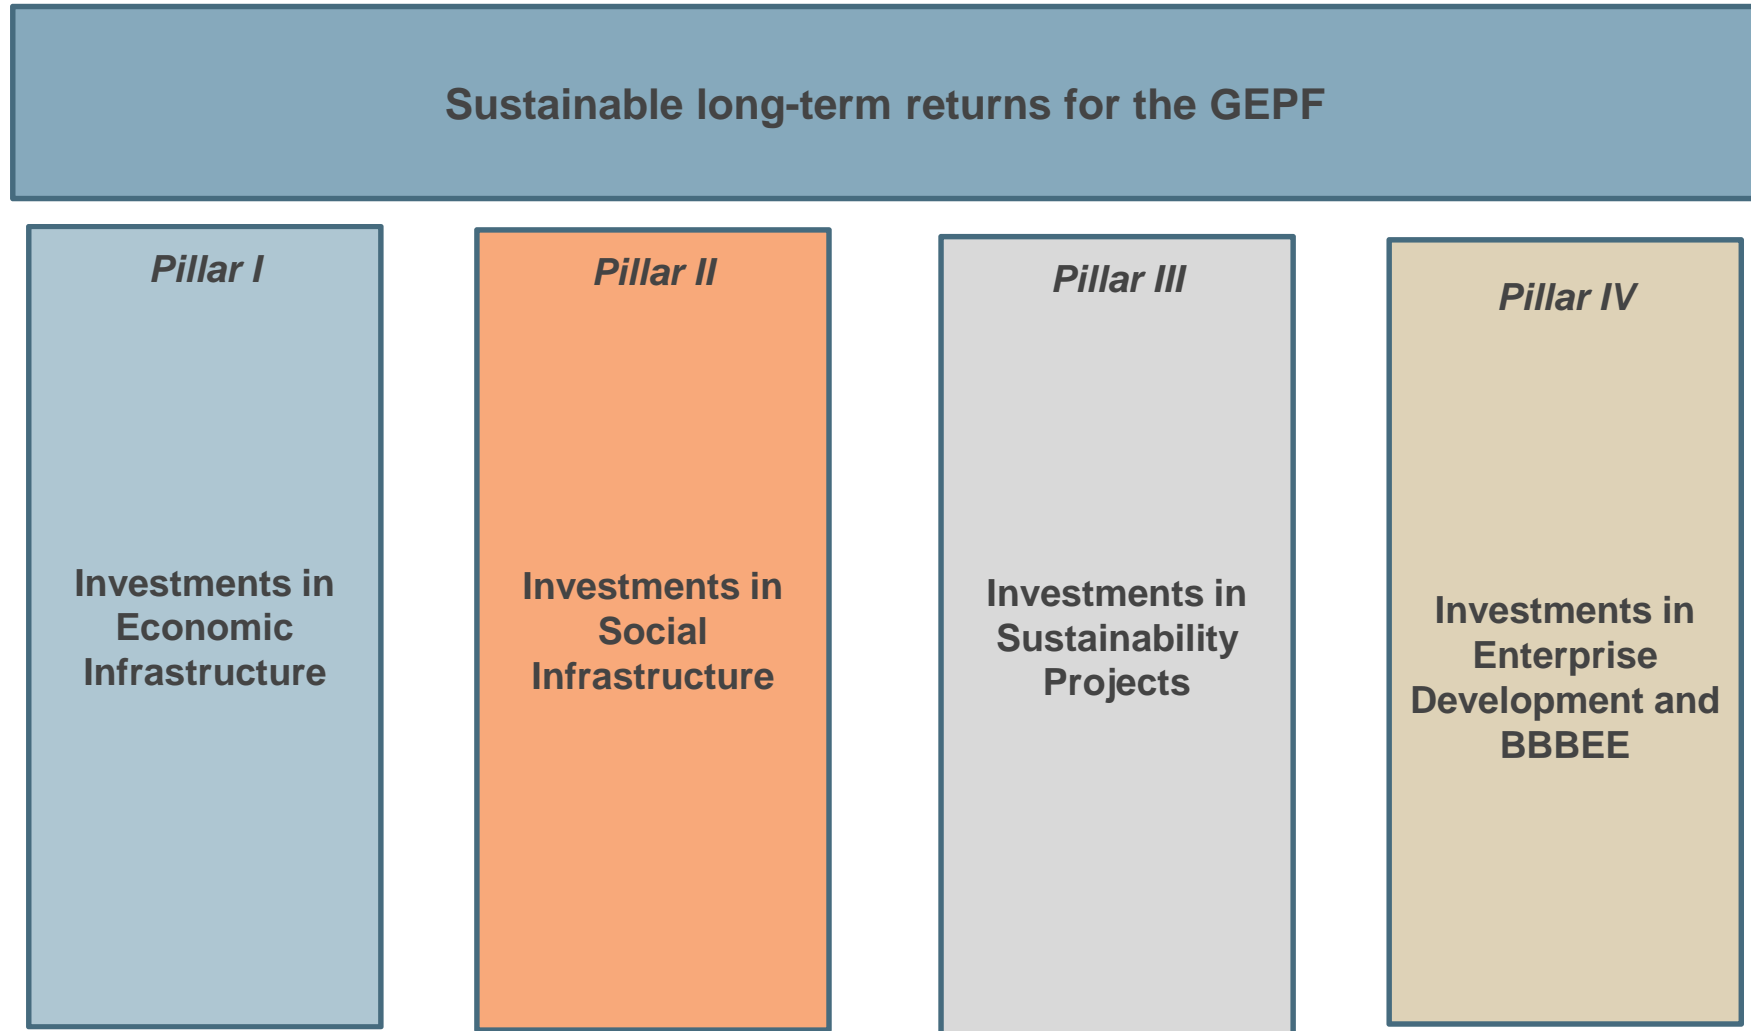 Sustainable long-term returns for the GEPF
Pillar I
Investments in
Economic
Infrastructure
Pillar II
Investments in
Social
Infrastructure
Pillar III
Investments in
Sustainability
Projects
Pillar IV
Investments in
Enterprise
Development and
BBBEE